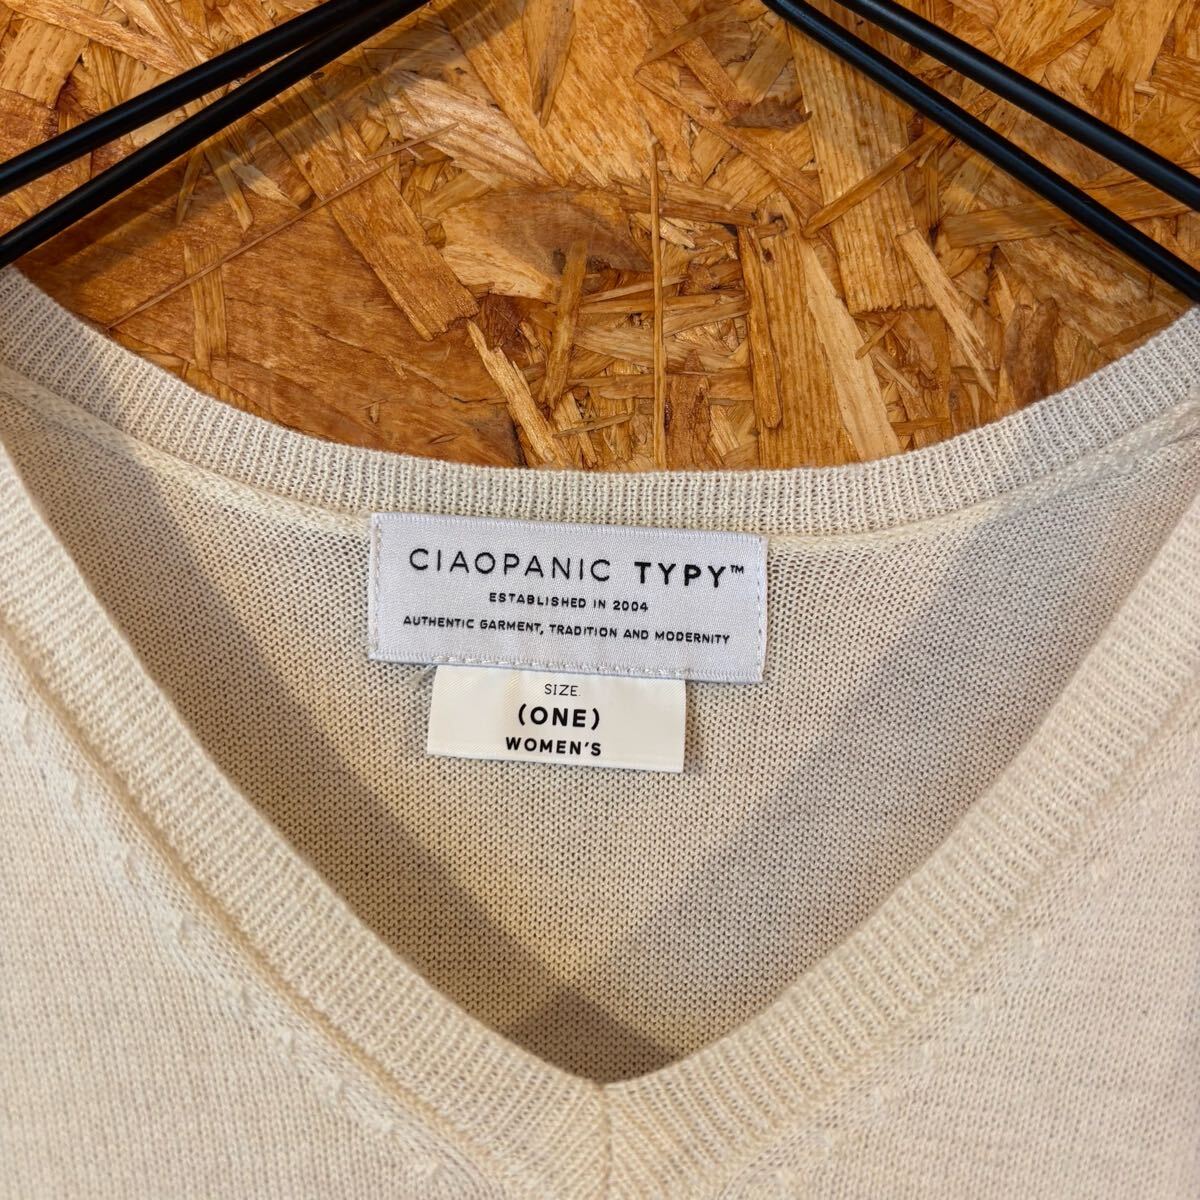 CIAOPANIC TYPY™
ESTABLISHED IN 2004
AUTHENTIC GARMENT, TRADITION AND MODERNITY
SIZE
(ONE)
WOMEN'S